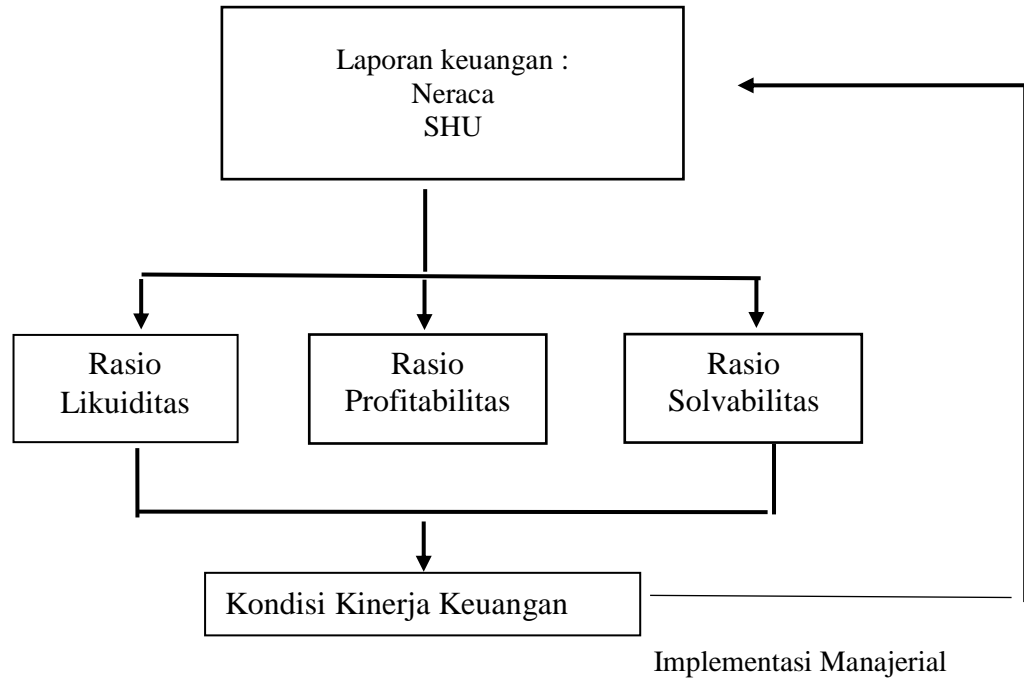 Laporan keuangan :
Neraca
SHU
Rasio
Likuiditas
Rasio
Profitabilitas
Rasio
Solvabilitas
Kondisi Kinerja Keuangan
Implementasi Manajerial